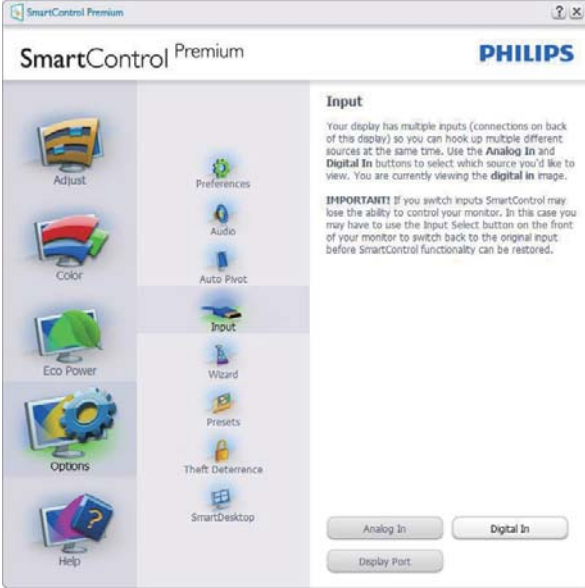 SmartControl Premium
SmartControl Premium
PHILIPS
Adjust
Color
Eco Power
Options
Help
Preferences
Audio
Auto Pivot
Input
Wizard
Presets
Theft Deterrence
SmartDesktop
Input
Your display has multiple inputs (connections on back
of this display) so you can hook up multiple different
sources at the same time. Use the Analog In and
Digital In buttons to select which source you'd like to
view. You are currently viewing the digital in image.
IMPORTANT! If you switch inputs SmartControl may
lose the ability to control your monitor. In this case you
may have to use the Input Select button on the front
of your monitor to switch back to the original input
before SmartControl functionality can be restored.
Analog In
Digital In
Display Port